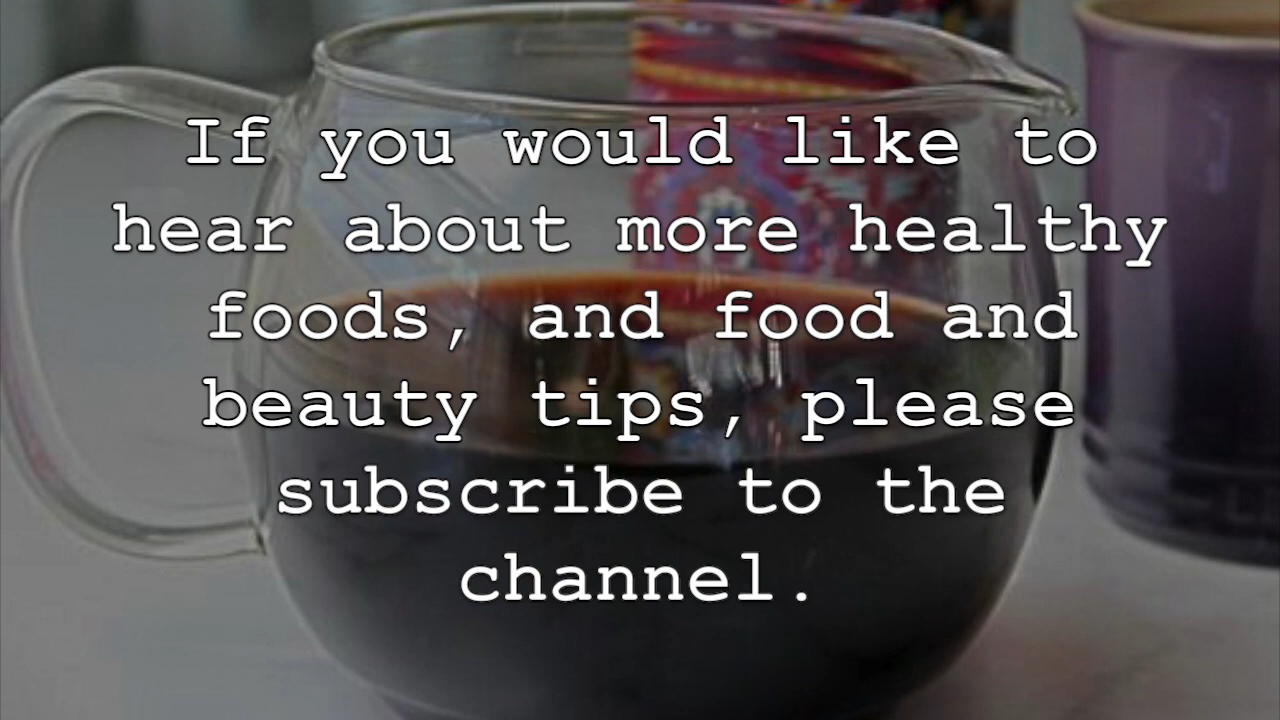 If you would like to
hear about more healthy
foods, and food and
beauty tips, please
subscribe to the
channel.